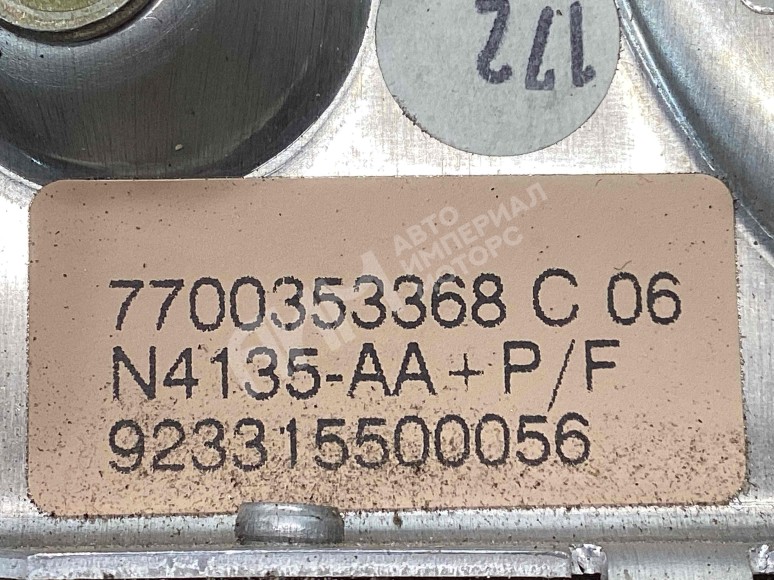 172
7700353368 C 06
N4135-AA+P/F
923315500056
АВТО
ИМПЕРИАЛ
МОТОРС